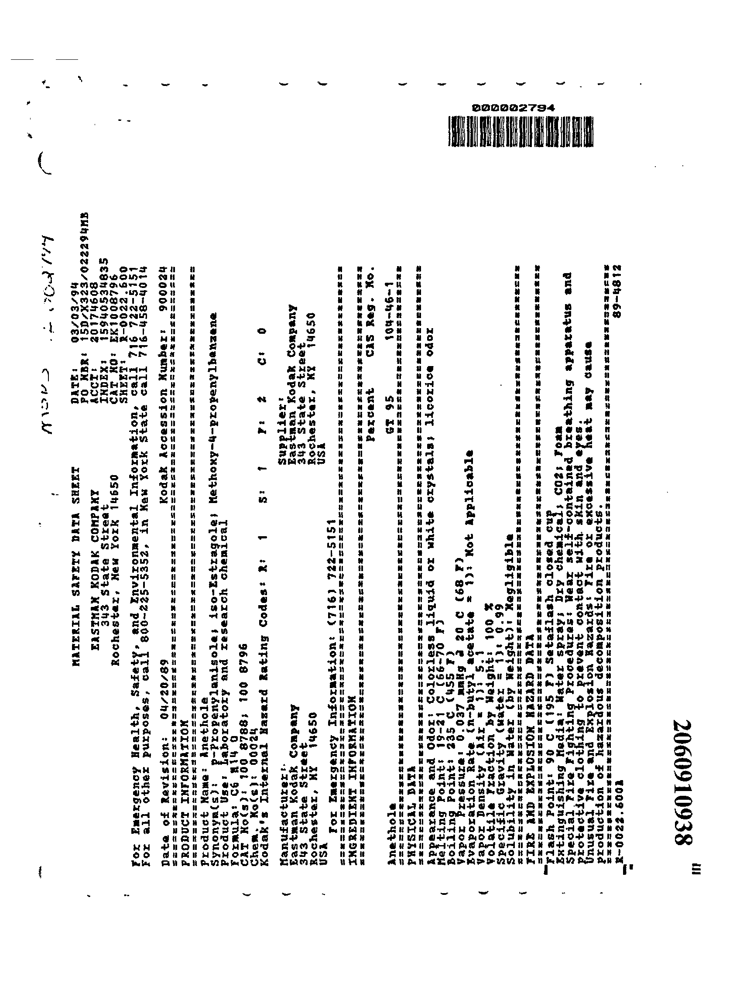 000002794
MATERIAL SAFETY DATA SHEET
DATE: 03/03/94
PO NBR: 15D/X323/022294MB
EASTMAN KODAK COMPANY
ACCT: 20174608
343 State Street
INDEX: 15940534835
Rochester, New York 14650
CAT NO: EK1008796
SHEET: R-0022.600
For Emergency Health, Safety, and Environmental Information, call 716 722-5151
For all other purposes, call 800-225-5352, in New York State call 716-458-4014
Date of Revision: 04/20/89 Kodak Accession Number: 900024
PRODUCT INFORMATION
Product Name: Anethole
Synonym(s): P-Propenylanisole; iso-Estragole; Methoxy-4-propenylbenzene
Product Use: Laboratory and research chemical
Formula: C6 H14 O
CAT No(s): 100 8788; 100 8796
Chem. No(s): 00024
Kodak's Internal Hazard Rating Codes: R: 1 S: 1 F: 2 C: 0
Manufacturer: Supplier:
Eastman Kodak Company Eastman Kodak Company
343 State Street 343 State Street
Rochester, NY 14650 Rochester, NY 14650
USA USA
For Emergency Information: (716) 722-5151
INGREDIENT INFORMATION
Percent CAS Reg. No.
Anethole GT 95 104-46-1
PHYSICAL DATA
Appearance and Odor: Colorless liquid or white crystals; licorice odor
Melting Point: 19-21 C (66-70 F)
Boiling Point: 235 C (455 F)
Vapor Pressure: 0.037 mmHg @ 20 C (68 F)
Evaporation Rate (n-butyl acetate = 1): Not Applicable
Vapor Density (Air = 1): 5.1
Volatile Fraction by Weight: 100 %
Specific Gravity (Water = 1): 0.99
Solubility in Water (by Weight): Negligible
FIRE AND EXPLOSION HAZARD DATA
Flash Point: 90 C (195 F) Setaflash closed cup
Extinguishing Media: Water spray; Dry chemical; CO2; Foam
Special Fire Fighting Procedures: Wear self-contained breathing apparatus and
protective clothing to prevent contact with skin and eyes.
Unusual Fire and Explosion Hazards: Fire or excessive heat may cause
production of hazardous decomposition products.
R-0022.600A 89-4812
2060910938